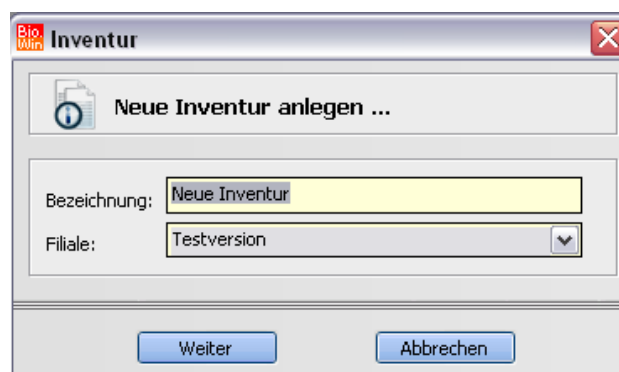 Bio. Win Inventur
Neue Inventur anlegen ...
Bezeichnung: Neue Inventur
Filiale: Testversion
Weiter Abbrechen